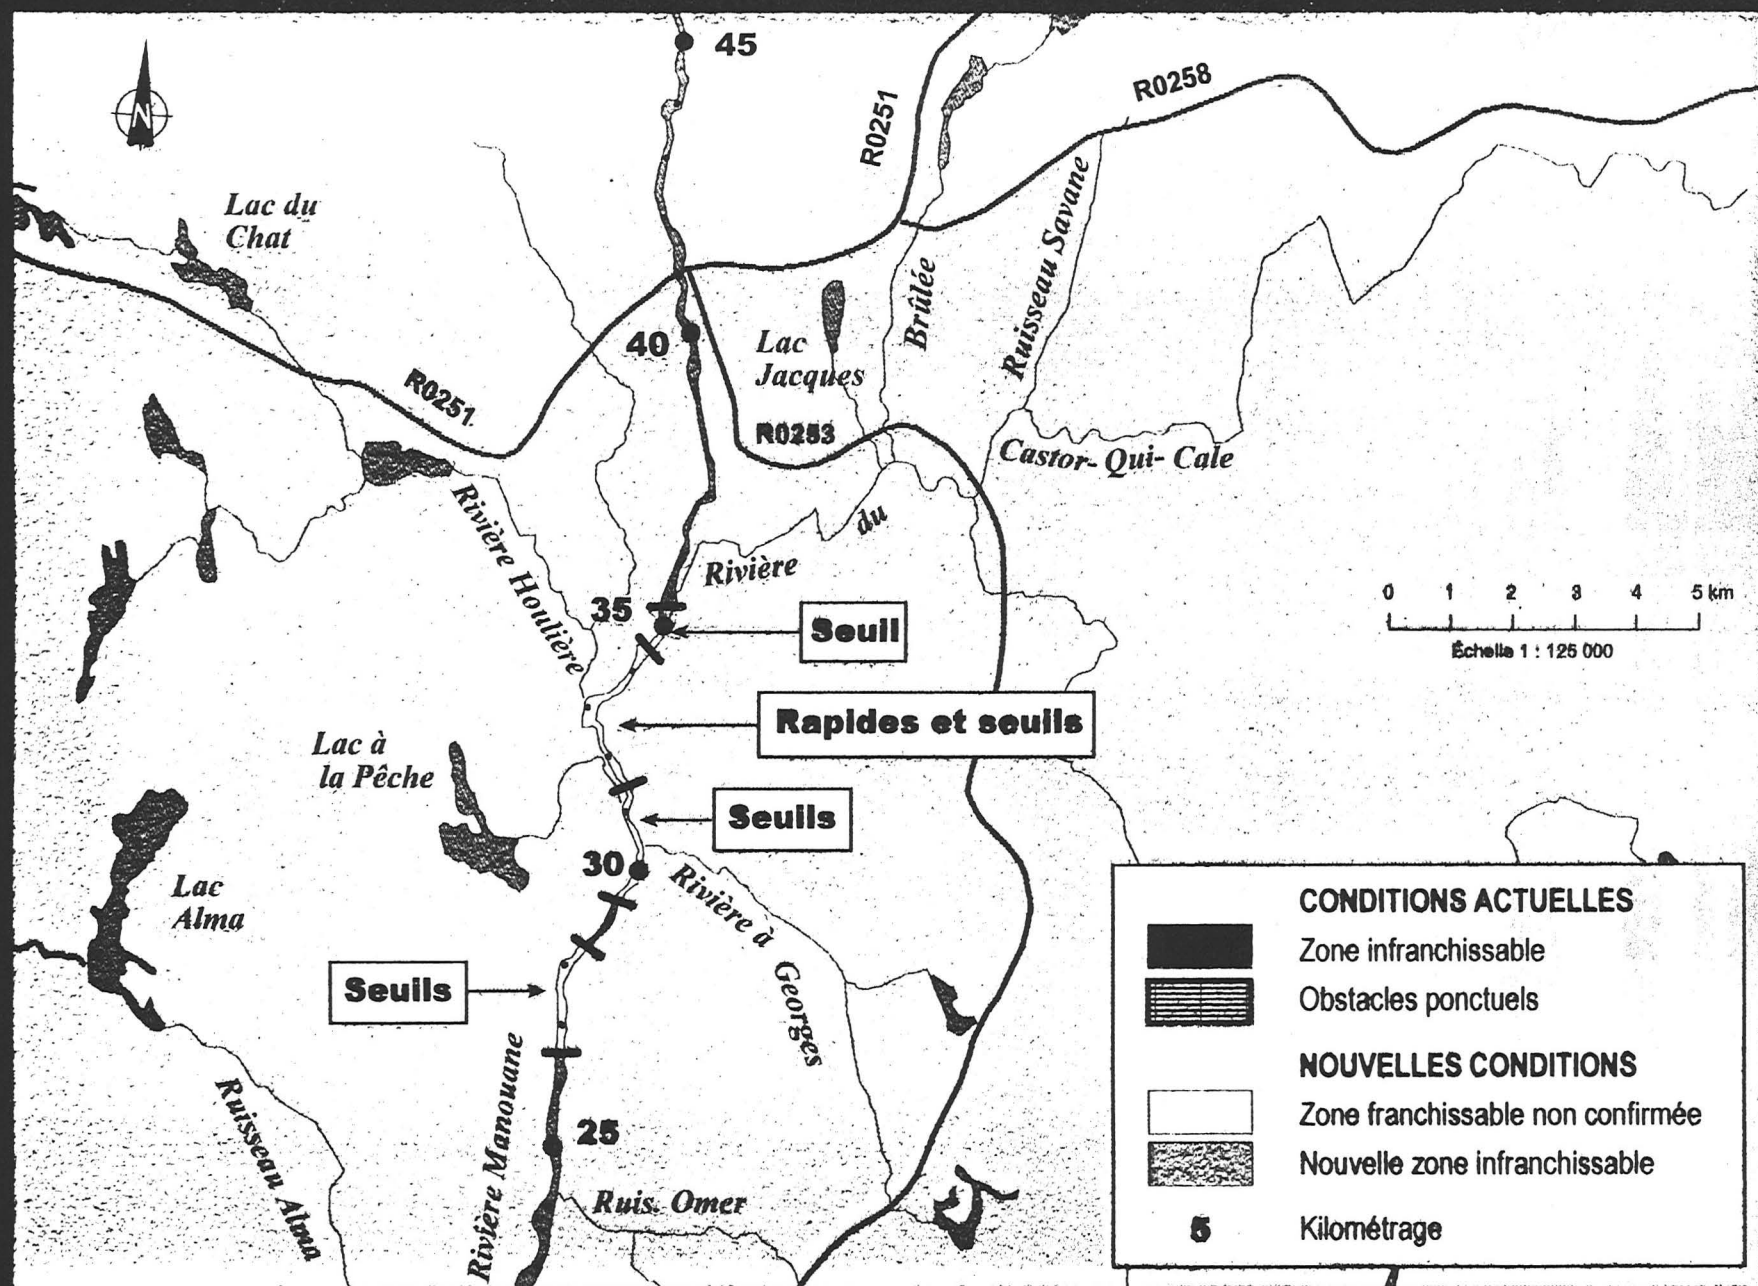 45
R0258
R0251
N
Lac du
Chat
Ruisseau Savane
Brûlée
40
Lac
Jacques
R0251
R0253
Castor-Qui-Cale
Rivière Houlière
du
Rivière
35
Seuil
0 1 2 3 4 5 km
Échelle 1 : 125 000
Rapides et seuils
Lac à
la Pêche
Seuils
30
Lac
Alma
Rivière à
Georges
Seuils
25
Rivière Manouane
Ruisseau Alma
Ruis. Omer
CONDITIONS ACTUELLES
Zone infranchissable
Obstacles ponctuels
NOUVELLES CONDITIONS
Zone franchissable non confirmée
Nouvelle zone infranchissable
5 Kilométrage